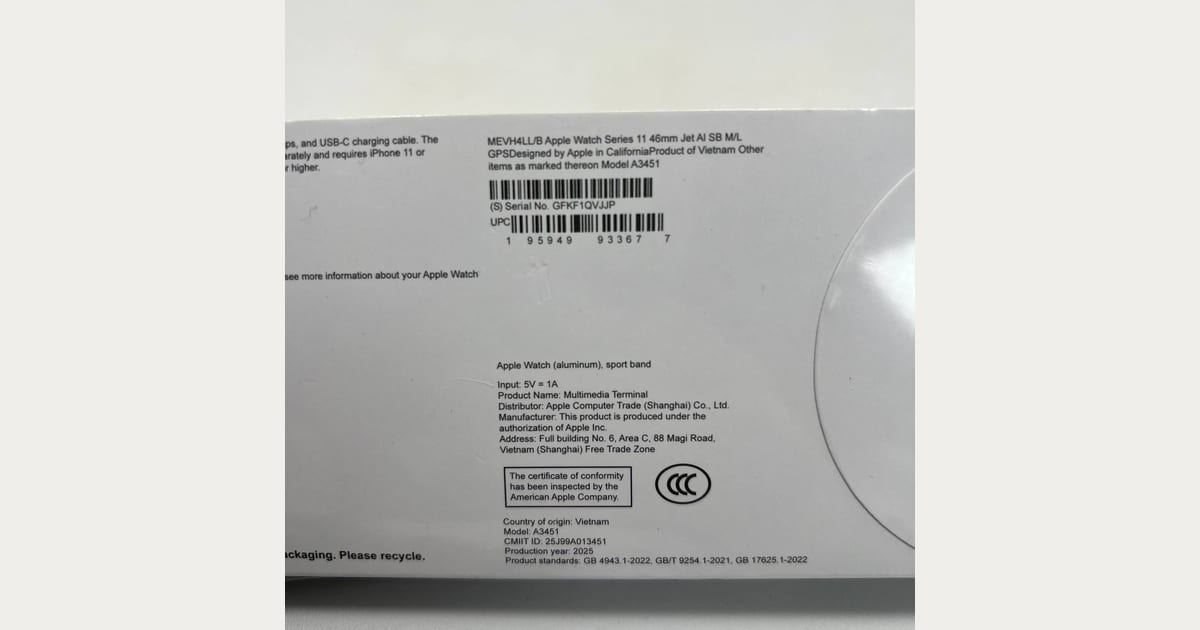 ps, and USB-C charging cable. The
arately and requires iPhone 11 or
r higher.
see more information about your Apple Watch
ackaging. Please recycle.
MEVH4LL/B Apple Watch Series 11 46mm Jet Al SB M/L
GPSDesigned by Apple in CaliforniaProduct of Vietnam Other
items as marked thereon Model A3451
(S) Serial No. GFKF1QVJJP
UPC
1 95949 93367 7
Apple Watch (aluminum), sport band
Input: 5V = 1A
Product Name: Multimedia Terminal
Distributor: Apple Computer Trade (Shanghai) Co., Ltd.
Manufacturer: This product is produced under the
authorization of Apple Inc.
Address: Full building No. 6, Area C, 88 Magi Road,
Vietnam (Shanghai) Free Trade Zone
The certificate of conformity
has been inspected by the
American Apple Company.
CCC
Country of origin: Vietnam
Model: A3451
CMIIT ID: 25J99A013451
Production year: 2025
Product standards: GB 4943.1-2022, GB/T 9254.1-2021, GB 17625.1-2022